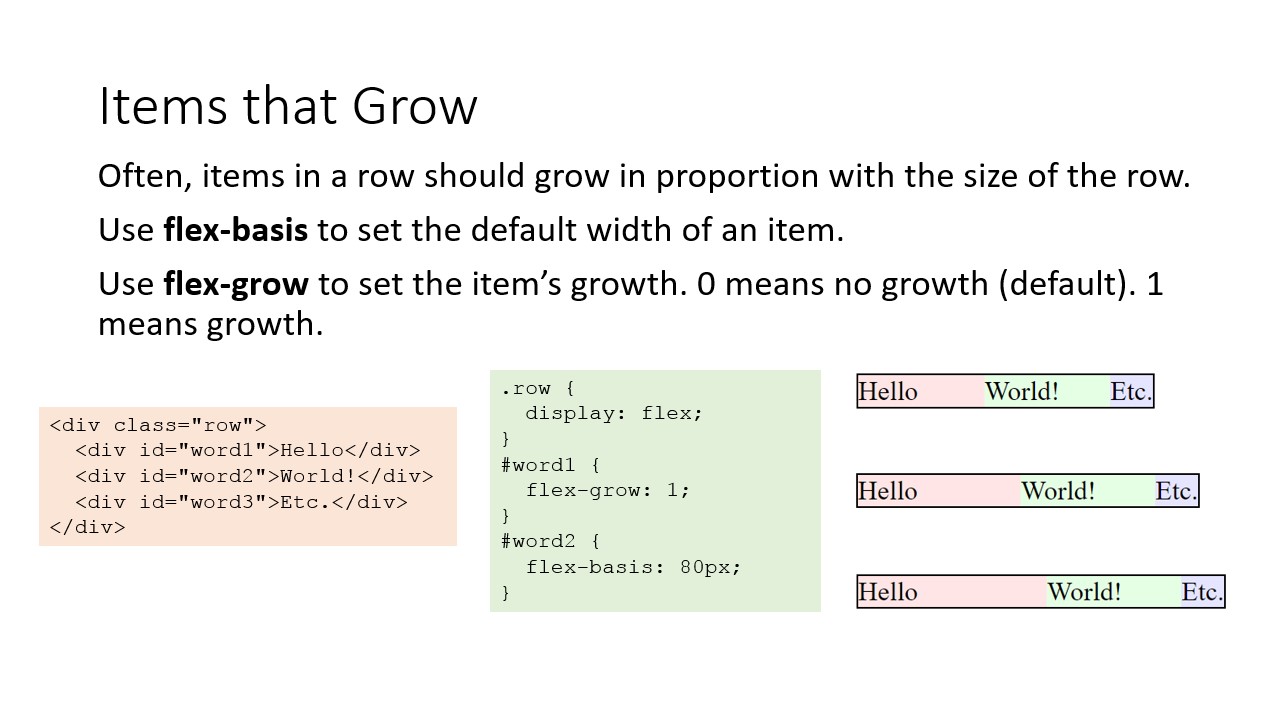 Items that Grow
Often, items in a row should grow in proportion with the size of the row.
Use flex-basis to set the default width of an item.
Use flex-grow to set the item’s growth. 0 means no growth (default). 1
means growth.
<div class="row">
  <div id="word1">Hello</div>
  <div id="word2">World!</div>
  <div id="word3">Etc.</div>
</div>
.row {
  display: flex;
}
#word1 {
  flex-grow: 1;
}
#word2 {
  flex-basis: 80px;
}
Hello World! Etc.
Hello World! Etc.
Hello World! Etc.